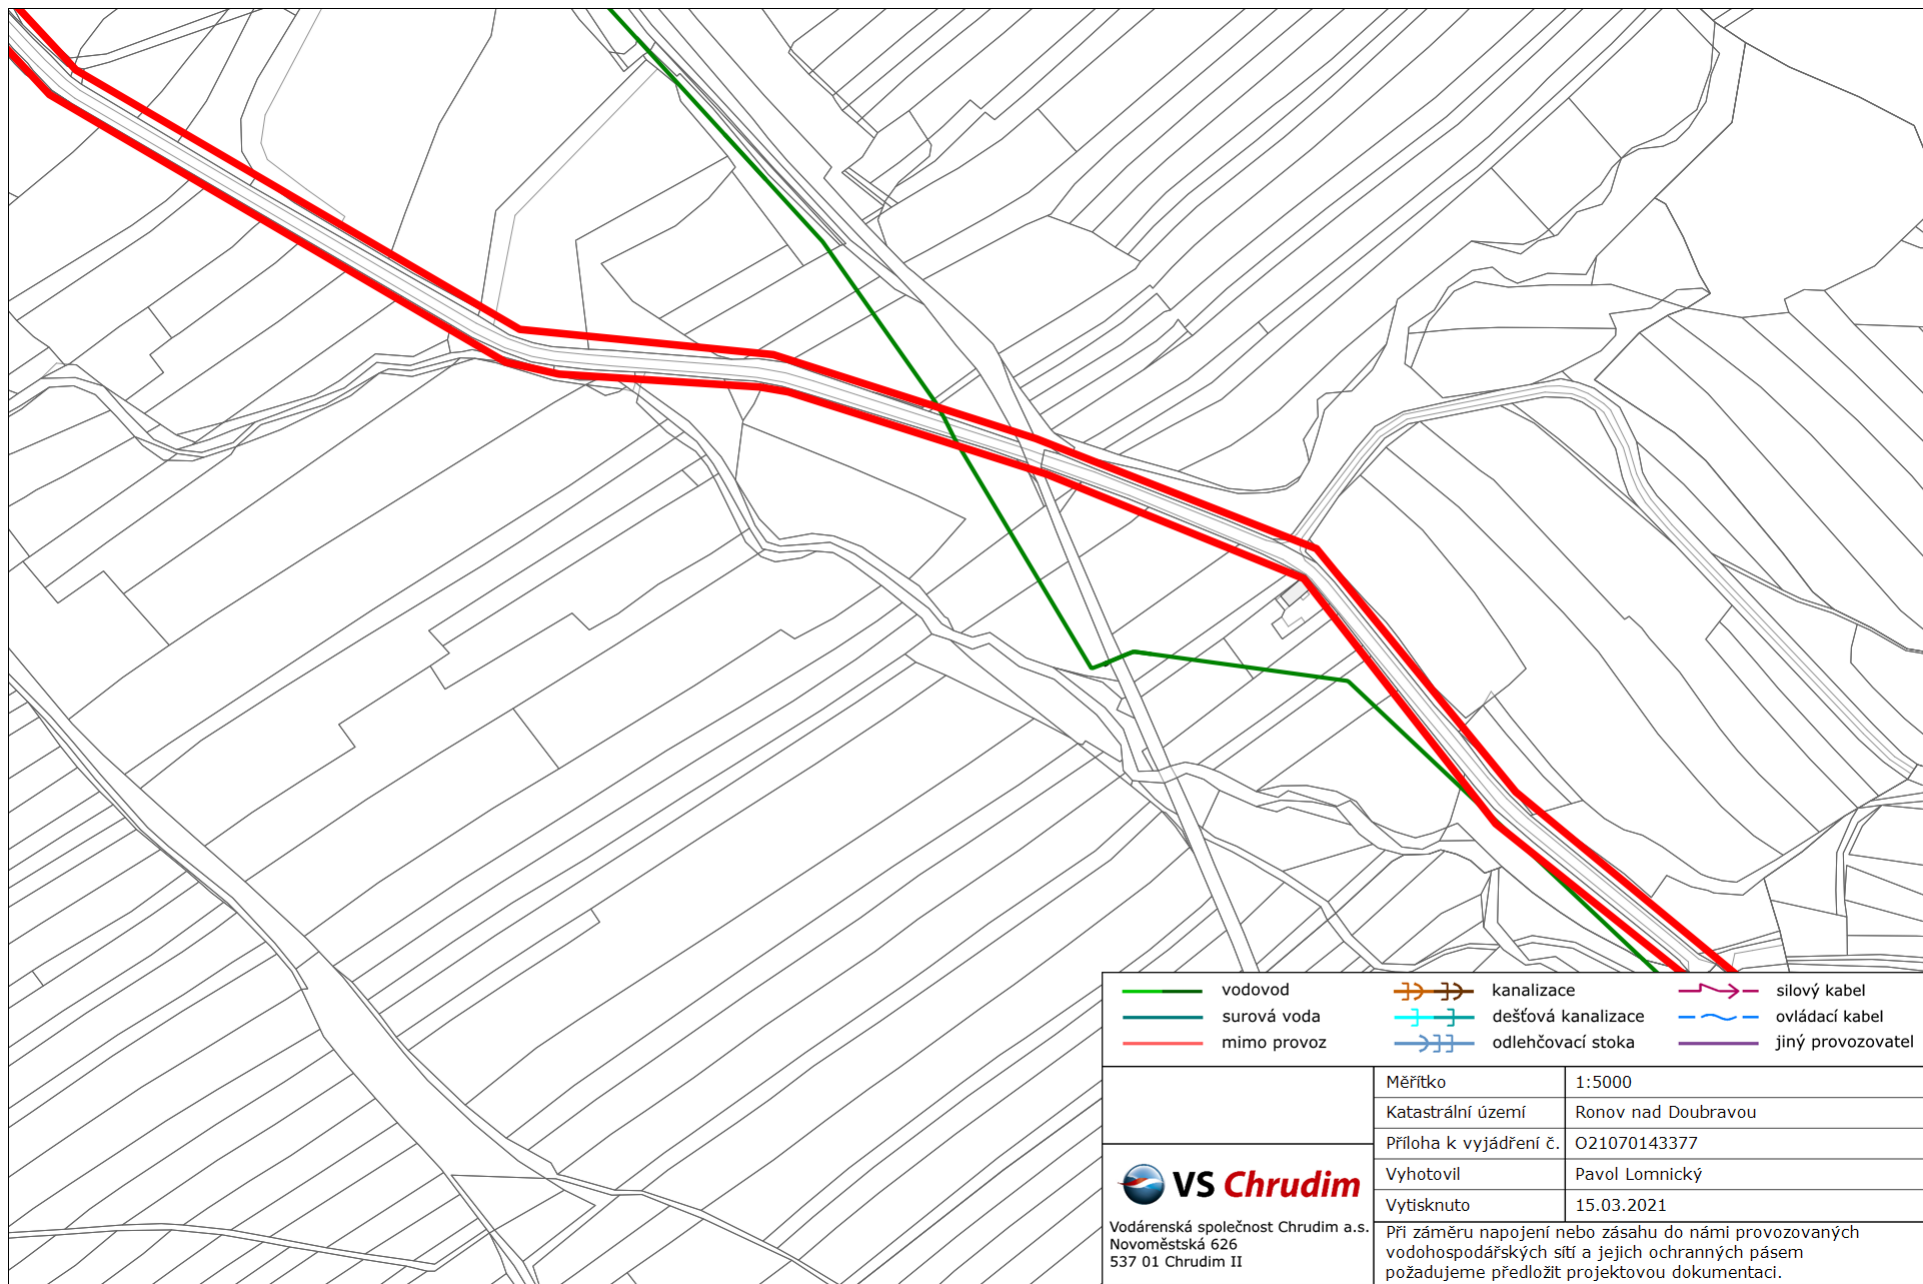 vodovod
surová voda
mimo provoz
kanalizace
dešťová kanalizace
odlehčovací stoka
silový kabel
ovládací kabel
jiný provozovatel
Měřítko 1:5000
Katastrální území Ronov nad Doubravou
Příloha k vyjádření č. O21070143377
Vyhotovil Pavol Lomnický
Vytisknuto 15.03.2021
VS Chrudim
Vodárenská společnost Chrudim a.s.
Novoměstská 626
537 01 Chrudim II
Při záměru napojení nebo zásahu do námi provozovaných
vodohospodářských sítí a jejich ochranných pásem
požadujeme předložit projektovou dokumentaci.